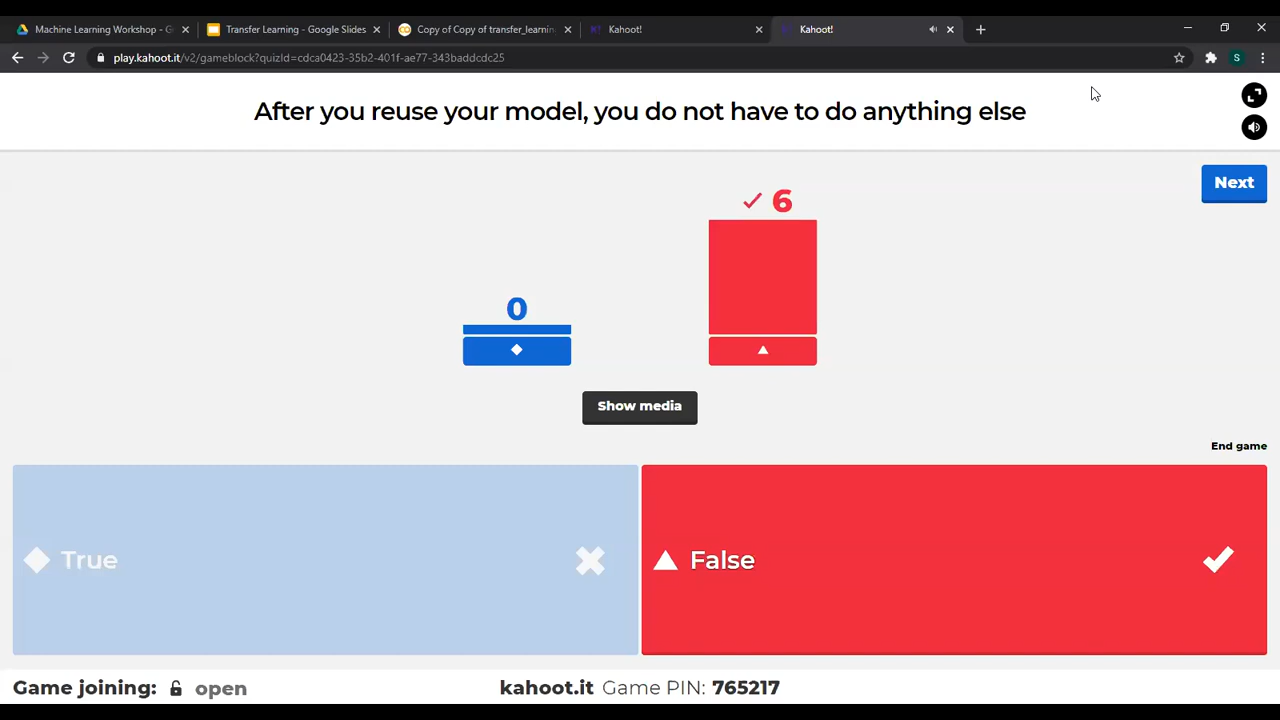 Machine Learning Workshop - G
Transfer Learning - Google Slides
Copy of Copy of transfer_learnin
Kahoot!
Kahoot!
play.kahoot.it/v2/gameblock?quizId=cdca0423-35b2-401f-ae77-343baddcdc25
S
After you reuse your model, you do not have to do anything else
Next
0
6
Show media
End game
True
False
Game joining: open
kahoot.it Game PIN: 765217